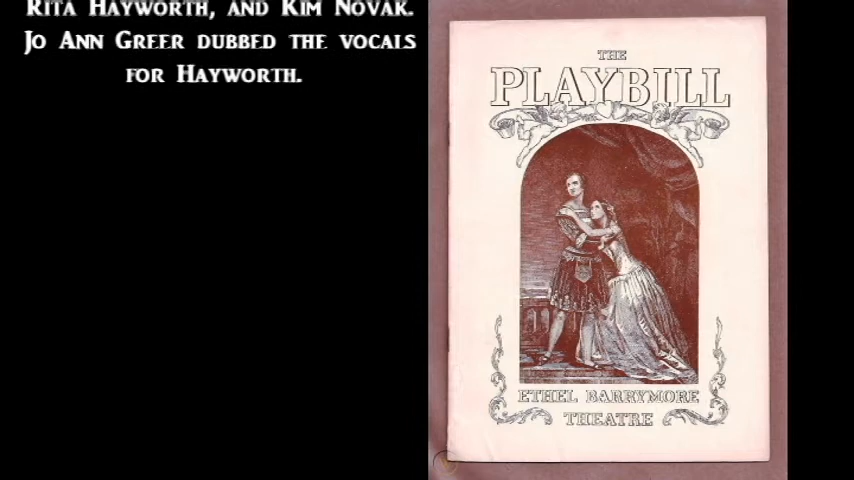 Rita Hayworth, and Kim Novak.
Jo Ann Greer dubbed the vocals
for Hayworth.
THE
PLAYBILL
ETHEL BARRYMORE
THEATRE